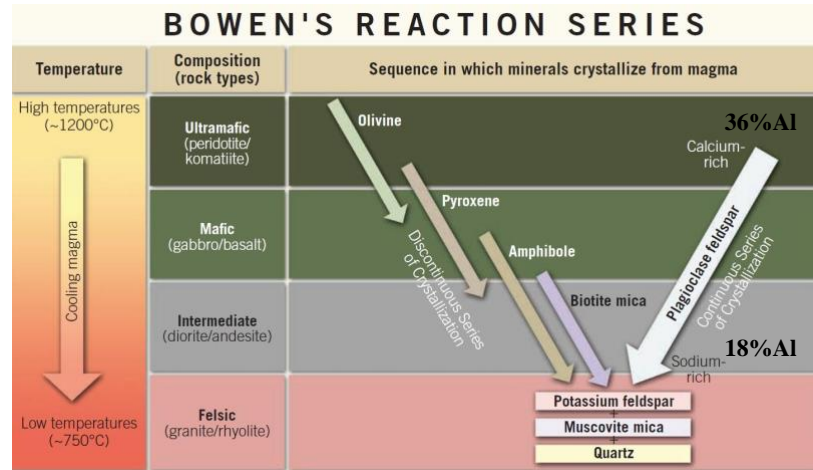 BOWEN'S REACTION SERIES
Temperature
Composition
(rock types)
Sequence in which minerals crystallize from magma
High temperatures
(~1200°C)
Cooling magma
Low temperatures
(~750°C)
Ultramafic
(peridotite/
komatiite)
Mafic
(gabbro/basalt)
Intermediate
(diorite/andesite)
Felsic
(granite/rhyolite)
Olivine
Pyroxene
Amphibole
Biotite mica
Discontinuous Series
of Crystallization
36%Al
Calcium-
rich
Plagioclase feldspar
Continuous Series
of Crystallization
18%Al
Sodium-
rich
Potassium feldspar
+
Muscovite mica
+
Quartz